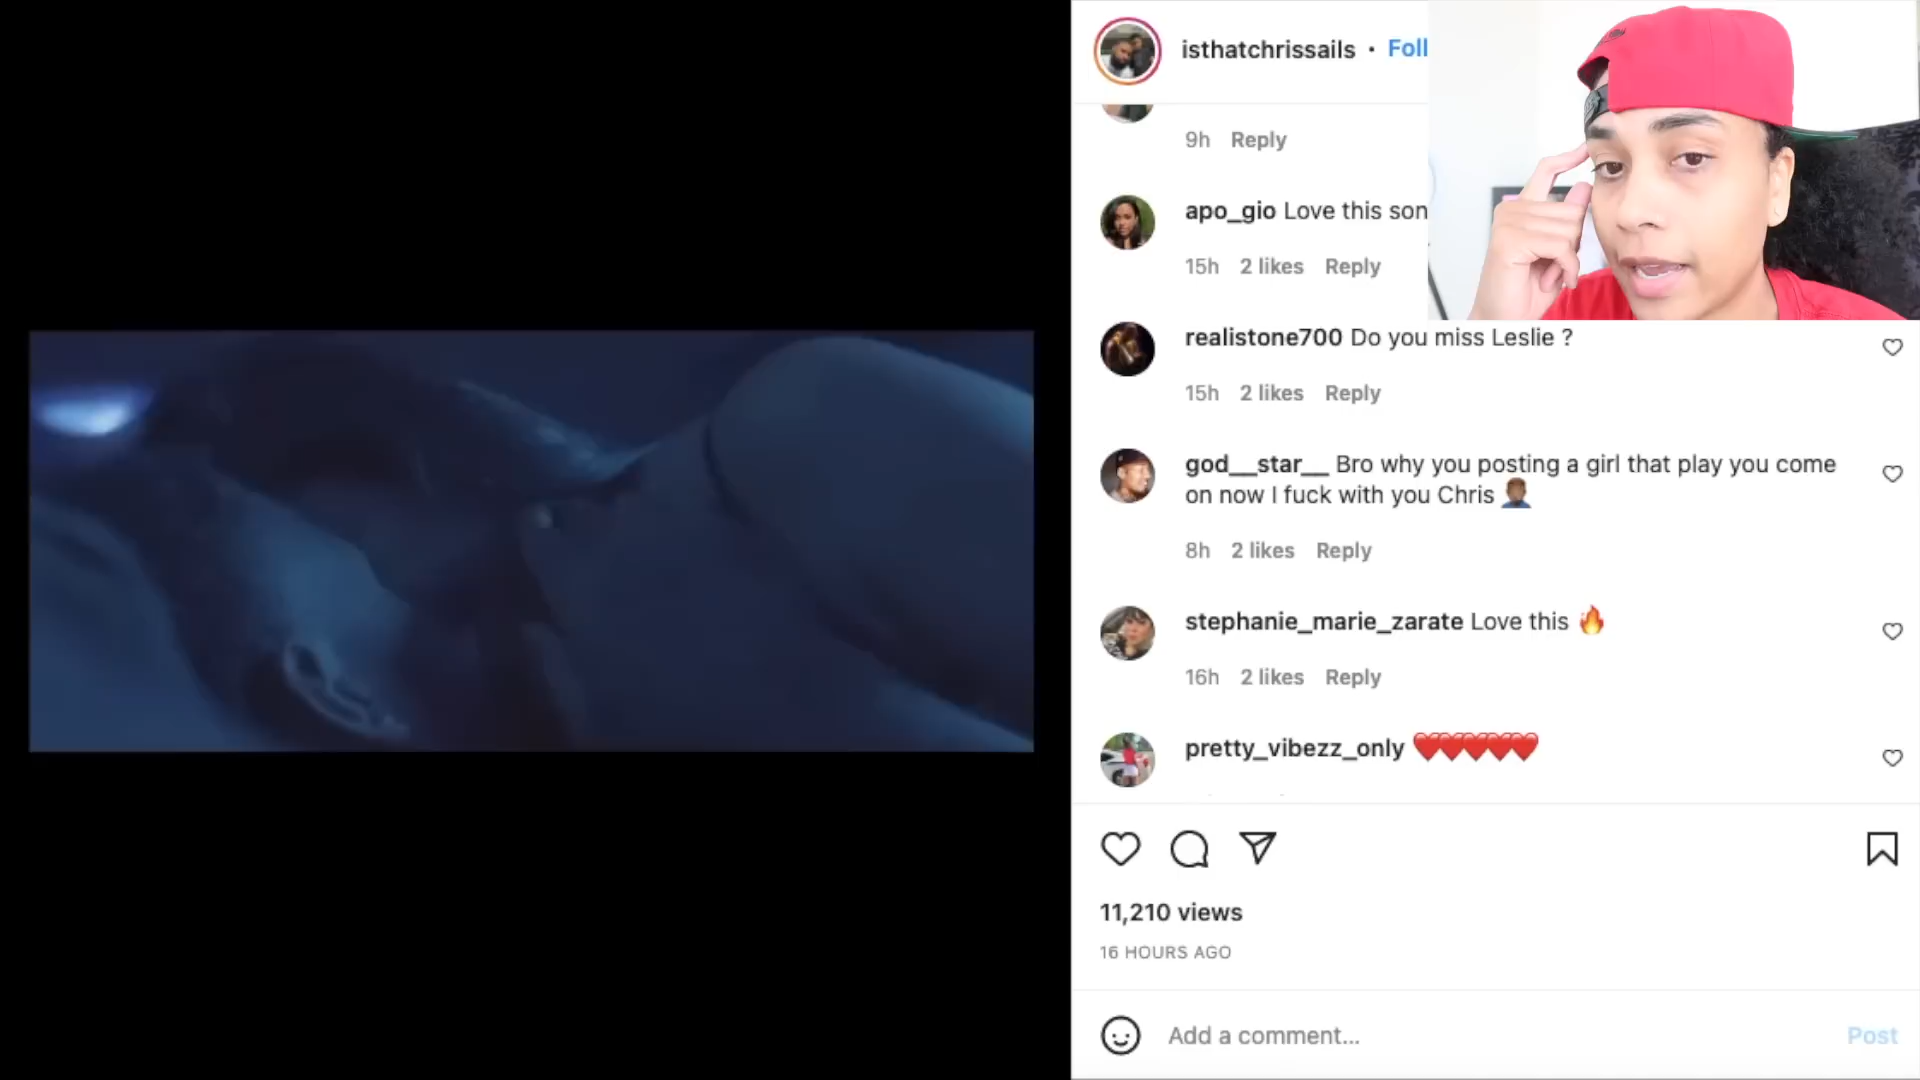 isthatchrissails • Foll
9h Reply
apo_gio Love this son
15h 2 likes Reply
realistone700 Do you miss Leslie ?
15h 2 likes Reply
god__star__ Bro why you posting a girl that play you come
on now I fuck with you Chris 🤦🏾‍♂️
8h 2 likes Reply
stephanie_marie_zarate Love this 🔥
16h 2 likes Reply
pretty_vibezz_only ❤️❤️❤️❤️❤️
11,210 views
16 HOURS AGO
Add a comment... Post